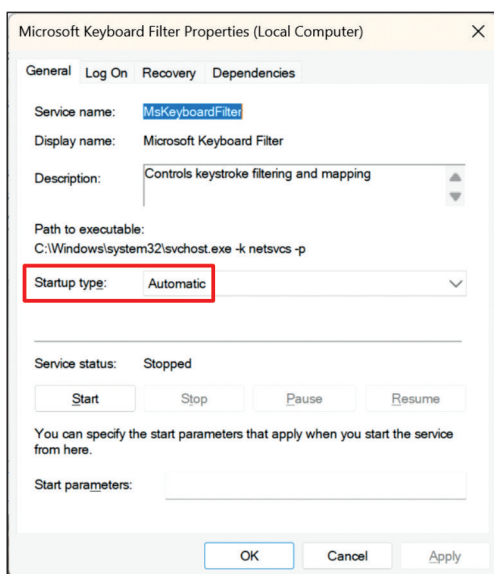 Microsoft Keyboard Filter Properties (Local Computer)
General Log On Recovery Dependencies
Service name: MsKeyboardFilter
Display name: Microsoft Keyboard Filter
Description: Controls keystroke filtering and mapping
Path to executable:
C:\Windows\system32\svchost.exe -k netsvcs -p
Startup type: Automatic
Service status: Stopped
Start Stop Pause Resume
You can specify the start parameters that apply when you start the service
from here.
Start parameters:
OK Cancel Apply